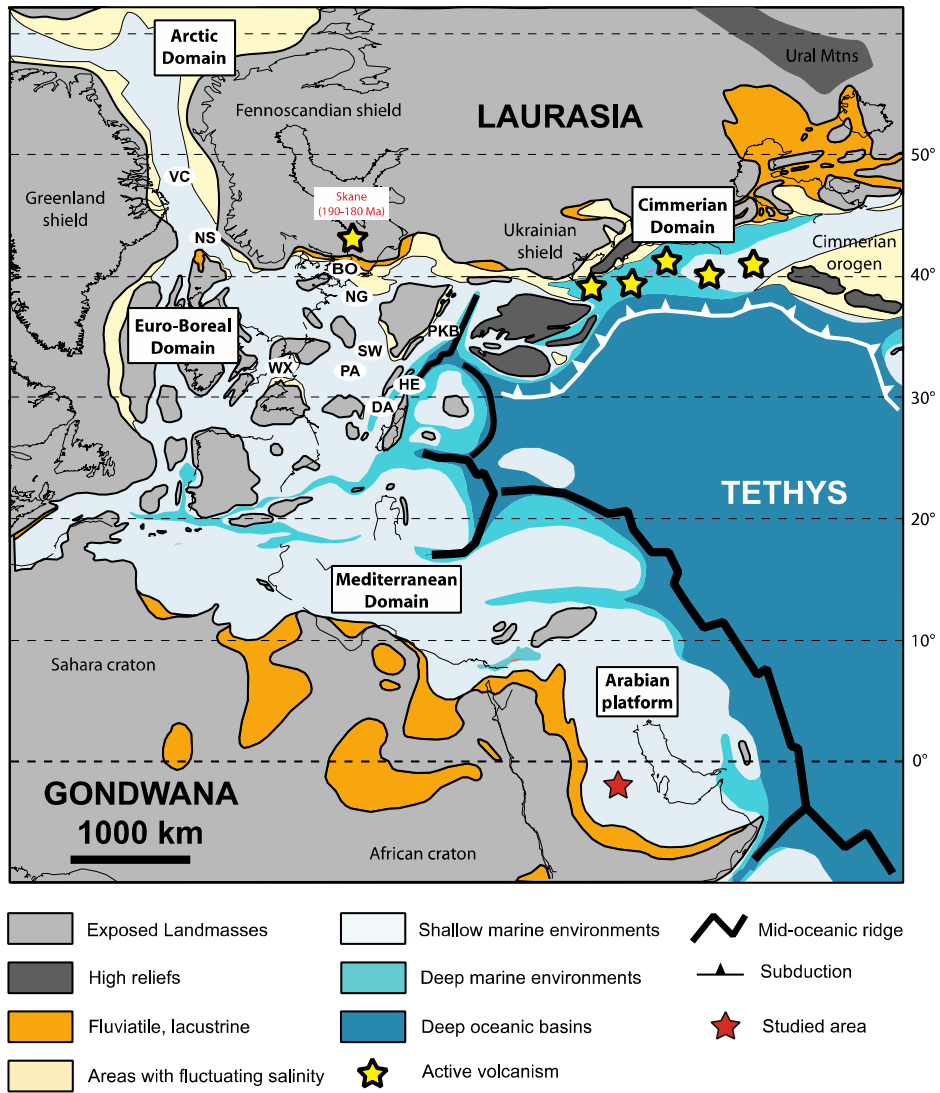 Arctic
Domain
Ural Mtns
Fennoscandian shield
LAURASIA
50°
VC
Greenland
shield
Skane
(190-180 Ma)
Cimmerian
Domain
NS
Ukrainian
shield
Cimmerian
orogen
BO
40°
NG
Euro-Boreal
Domain
PKB
SW
WX
PA
HE
30°
DA
TETHYS
20°
Mediterranean
Domain
10°
Sahara craton
Arabian
platform
0°
GONDWANA
1000 km
African craton
Exposed Landmasses
Shallow marine environments
Mid-oceanic ridge
High reliefs
Deep marine environments
Subduction
Fluviatile, lacustrine
Deep oceanic basins
Studied area
Areas with fluctuating salinity
Active volcanism